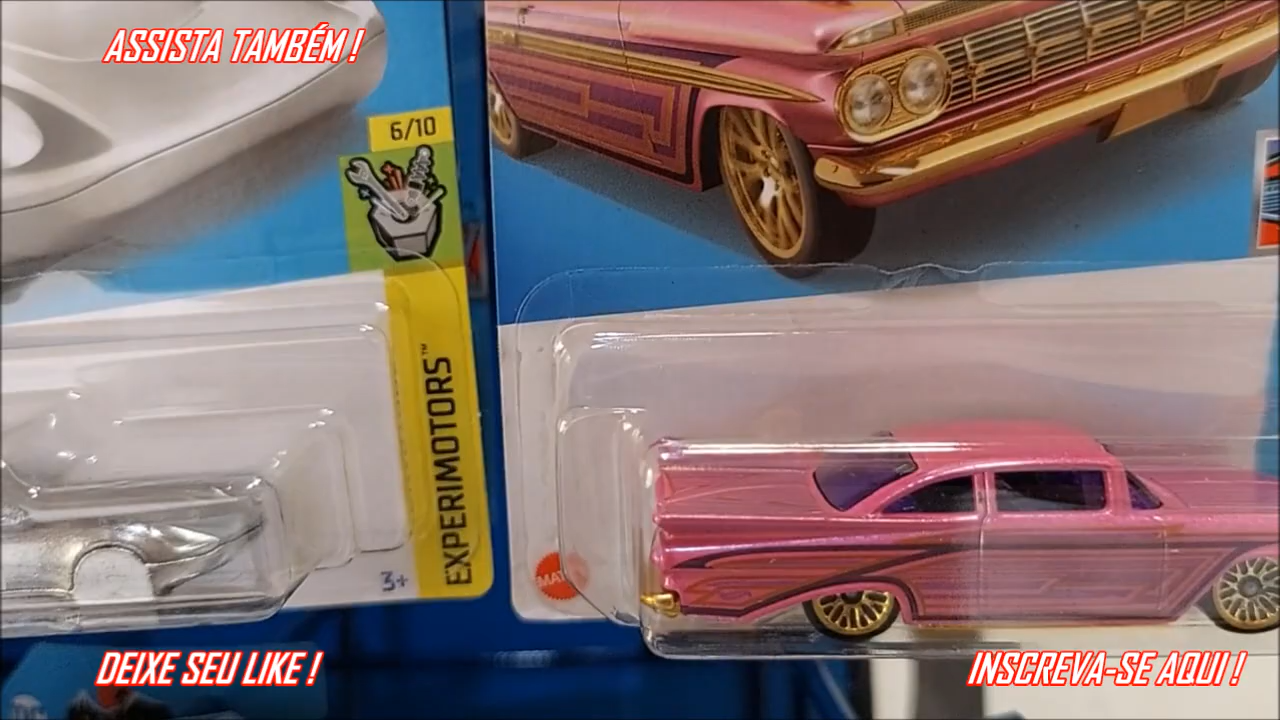 ASSISTA TAMBÉM !
6/10
EXPERIMOTORS™
3+
DEIXE SEU LIKE !
INSCREVA-SE AQUI !